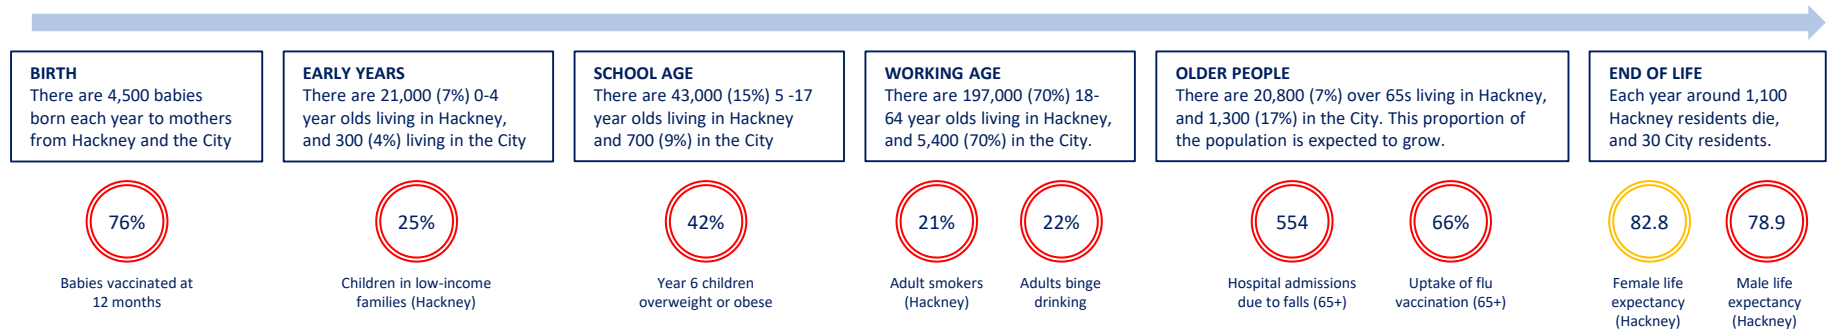 BIRTH
There are 4,500 babies
born each year to mothers
from Hackney and the City
EARLY YEARS
There are 21,000 (7%) 0-4
year olds living in Hackney,
and 300 (4%) living in the City
SCHOOL AGE
There are 43,000 (15%) 5 -17
year olds living in Hackney
and 700 (9%) in the City
WORKING AGE
There are 197,000 (70%) 18-
64 year olds living in Hackney,
and 5,400 (70%) in the City.
OLDER PEOPLE
There are 20,800 (7%) over 65s living in Hackney,
and 1,300 (17%) in the City. This proportion of
the population is expected to grow.
END OF LIFE
Each year around 1,100
Hackney residents die,
and 30 City residents.
76%
Babies vaccinated at
12 months
25%
Children in low-income
families (Hackney)
42%
Year 6 children
overweight or obese
21%
Adult smokers
(Hackney)
22%
Adults binge
drinking
554
Hospital admissions
due to falls (65+)
66%
Uptake of flu
vaccination (65+)
82.8
Female life
expectancy
(Hackney)
78.9
Male life
expectancy
(Hackney)